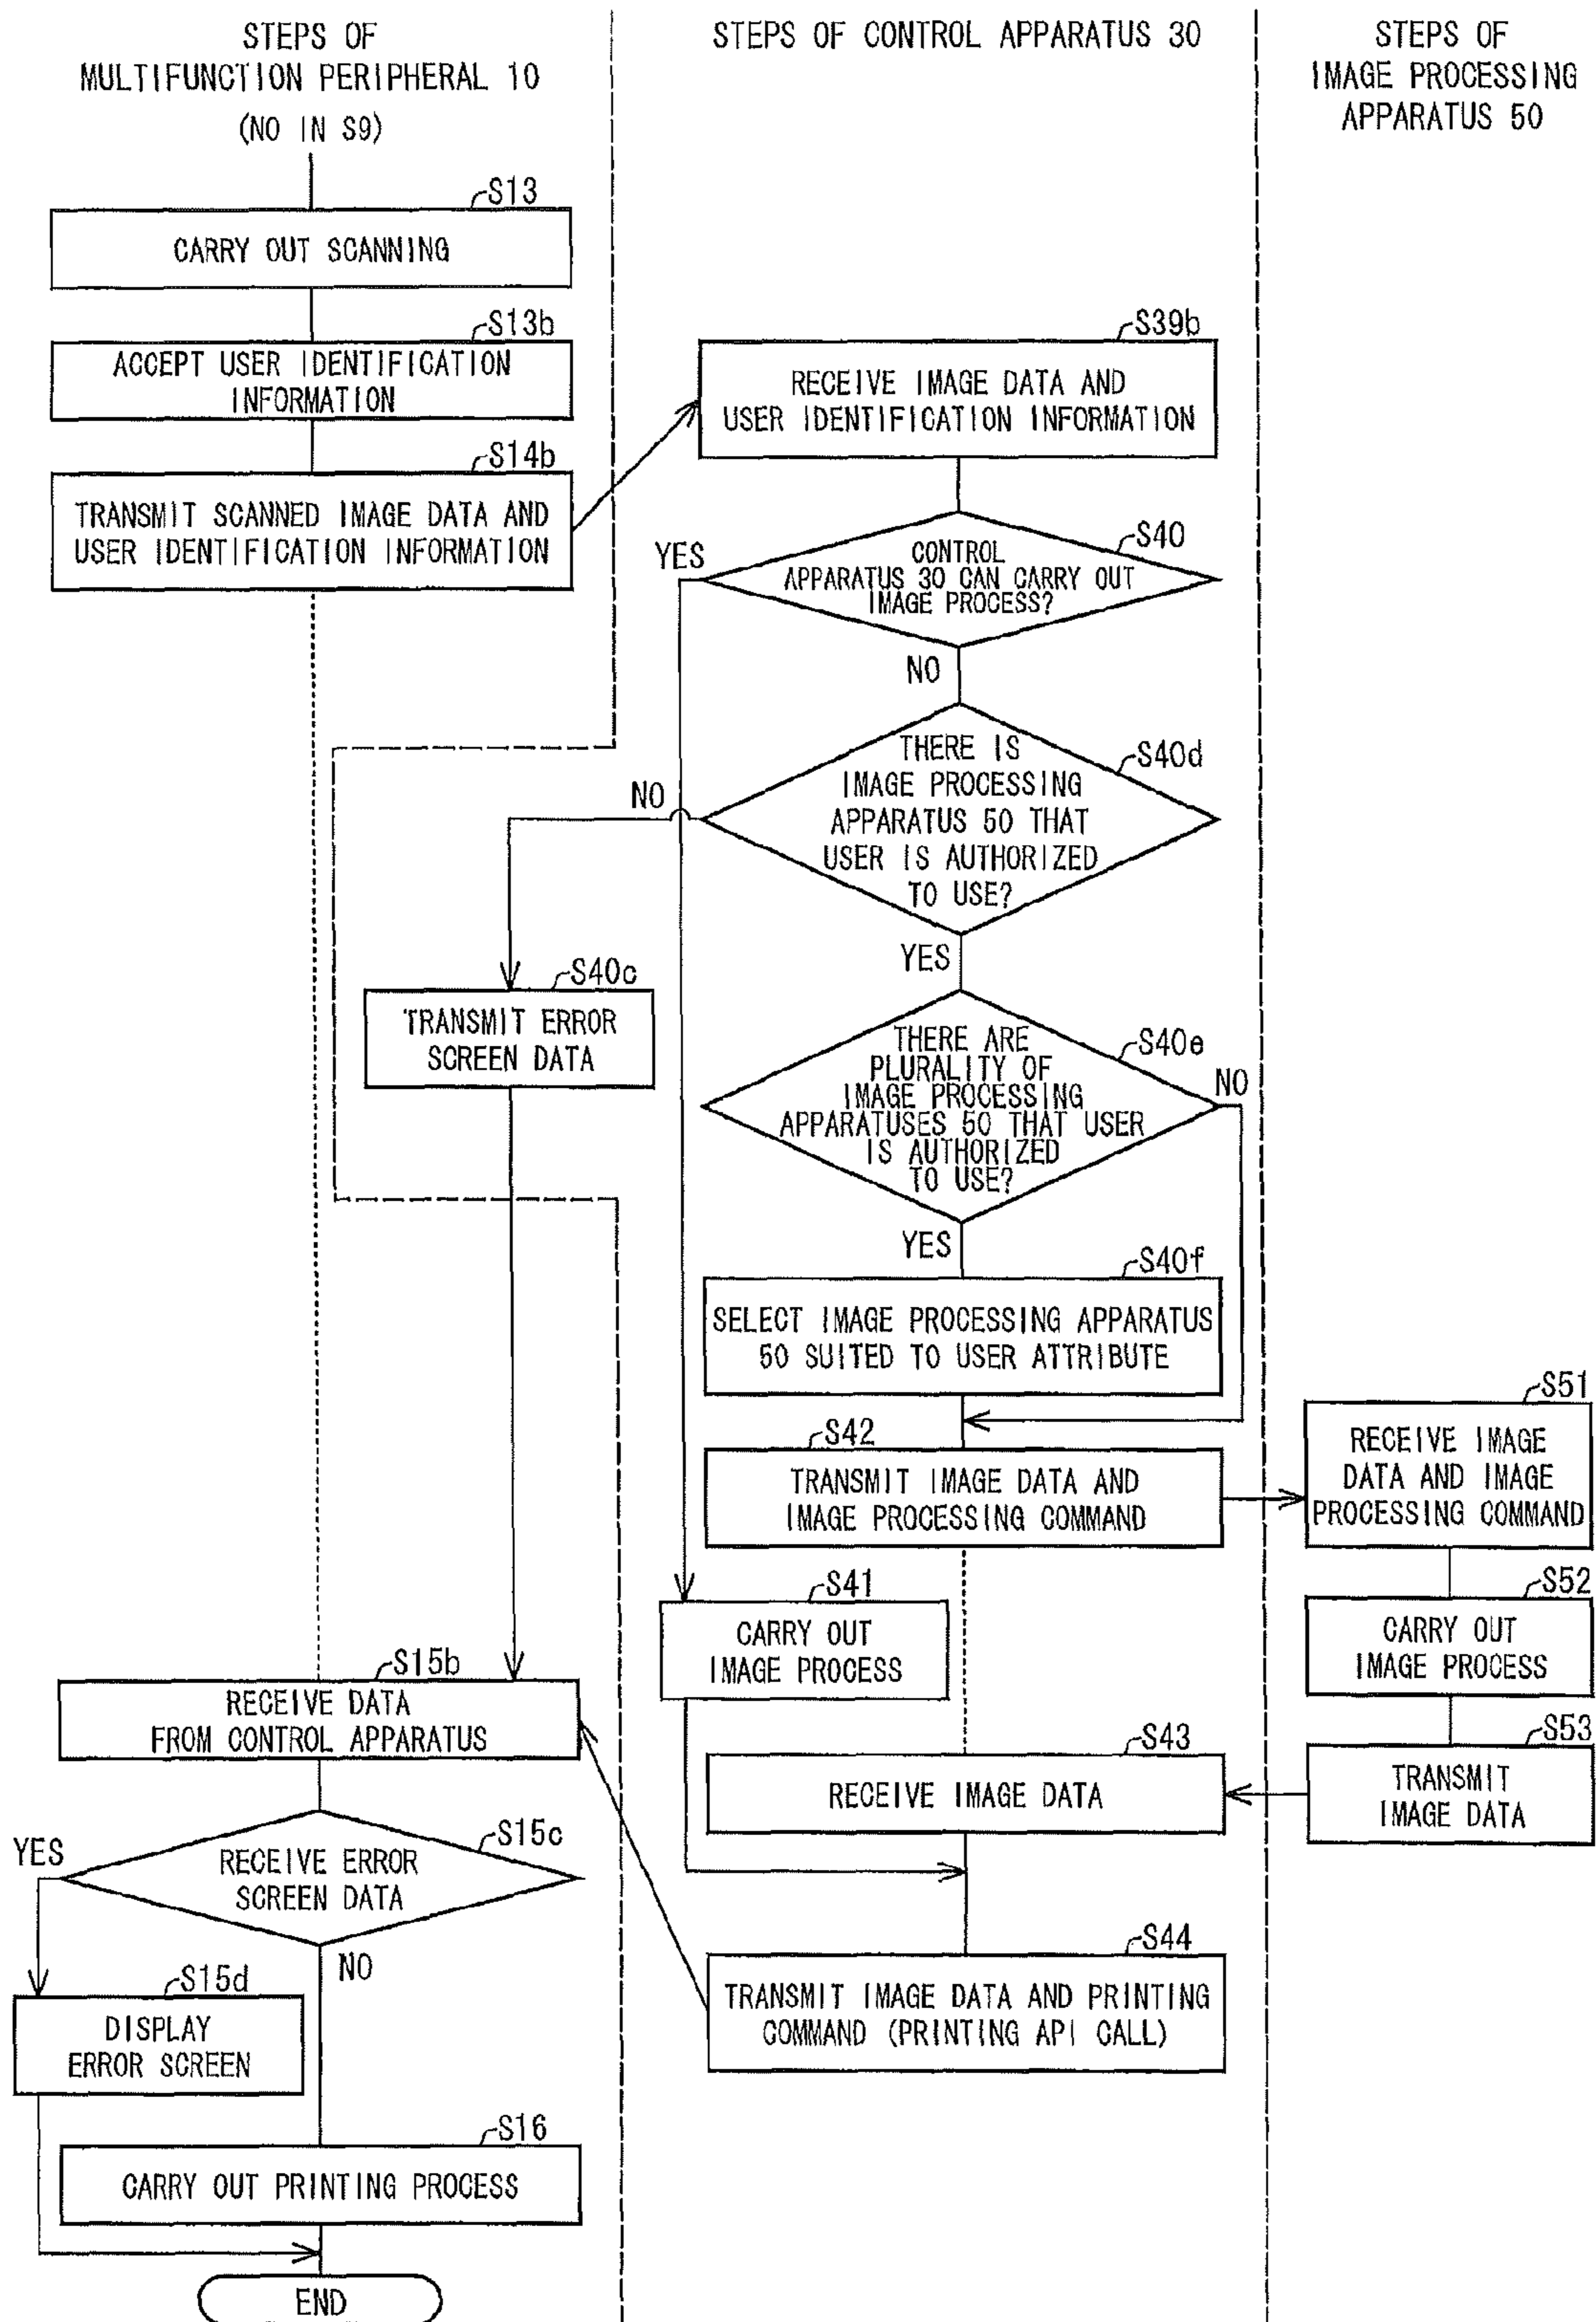 STEPS OF
MULTIFUNCTION PERIPHERAL 10
(NO IN S9)
S13
CARRY OUT SCANNING
S13b
ACCEPT USER IDENTIFICATION
INFORMATION
S14b
TRANSMIT SCANNED IMAGE DATA AND
USER IDENTIFICATION INFORMATION
STEPS OF CONTROL APPARATUS 30
S39b
RECEIVE IMAGE DATA AND
USER IDENTIFICATION INFORMATION
S40
CONTROL
APPARATUS 30 CAN CARRY OUT
IMAGE PROCESS?
YES
NO
S40d
THERE IS
IMAGE PROCESSING
APPARATUS 50 THAT
USER IS AUTHORIZED
TO USE?
NO
YES
S40c
TRANSMIT ERROR
SCREEN DATA
S40e
THERE ARE
PLURALITY OF
IMAGE PROCESSING
APPARATUSES 50 THAT USER
IS AUTHORIZED
TO USE?
NO
YES
S40f
SELECT IMAGE PROCESSING APPARATUS
50 SUITED TO USER ATTRIBUTE
S42
TRANSMIT IMAGE DATA AND
IMAGE PROCESSING COMMAND
STEPS OF
IMAGE PROCESSING
APPARATUS 50
S51
RECEIVE IMAGE
DATA AND IMAGE
PROCESSING COMMAND
S52
CARRY OUT
IMAGE PROCESS
S53
TRANSMIT
IMAGE DATA
S41
CARRY OUT
IMAGE PROCESS
S43
RECEIVE IMAGE DATA
S44
TRANSMIT IMAGE DATA AND PRINTING
COMMAND (PRINTING API CALL)
S15b
RECEIVE DATA
FROM CONTROL APPARATUS
S15c
RECEIVE ERROR
SCREEN DATA
YES
NO
S15d
DISPLAY
ERROR SCREEN
S16
CARRY OUT PRINTING PROCESS
END